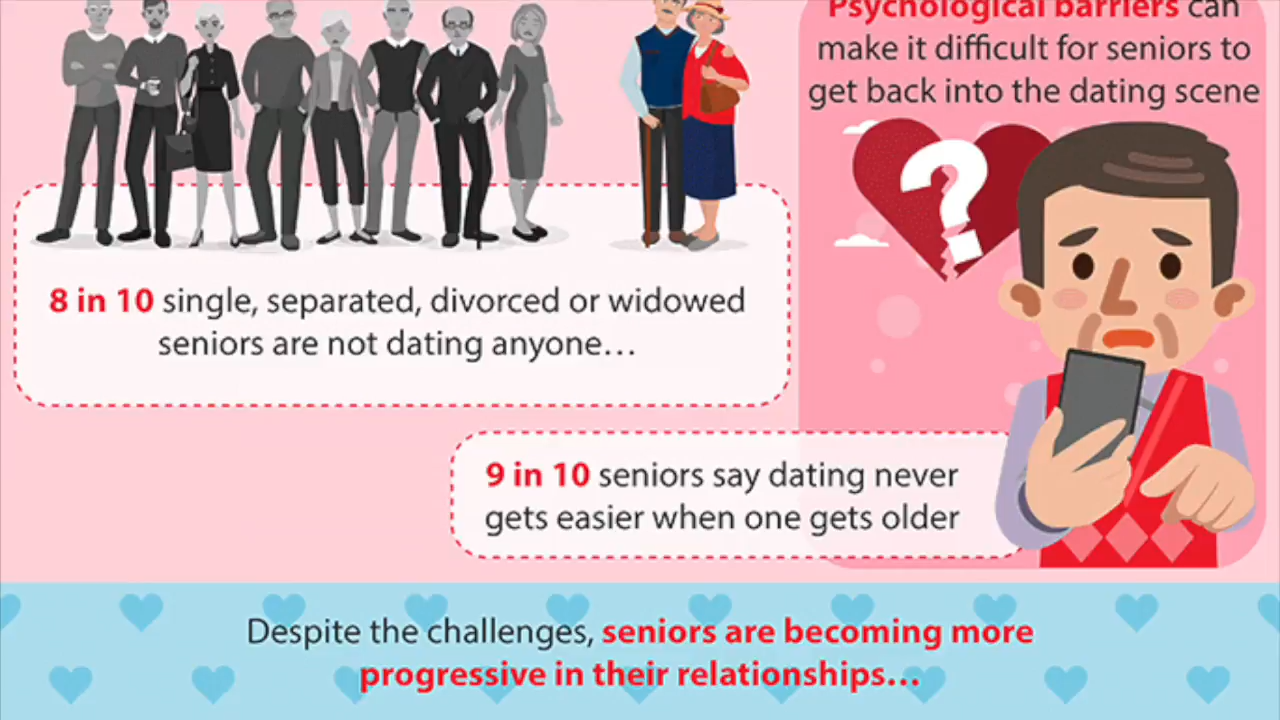 Psychological barriers can
make it difficult for seniors to
get back into the dating scene
?
8 in 10 single, separated, divorced or widowed
seniors are not dating anyone…
9 in 10 seniors say dating never
gets easier when one gets older
Despite the challenges, seniors are becoming more
progressive in their relationships…